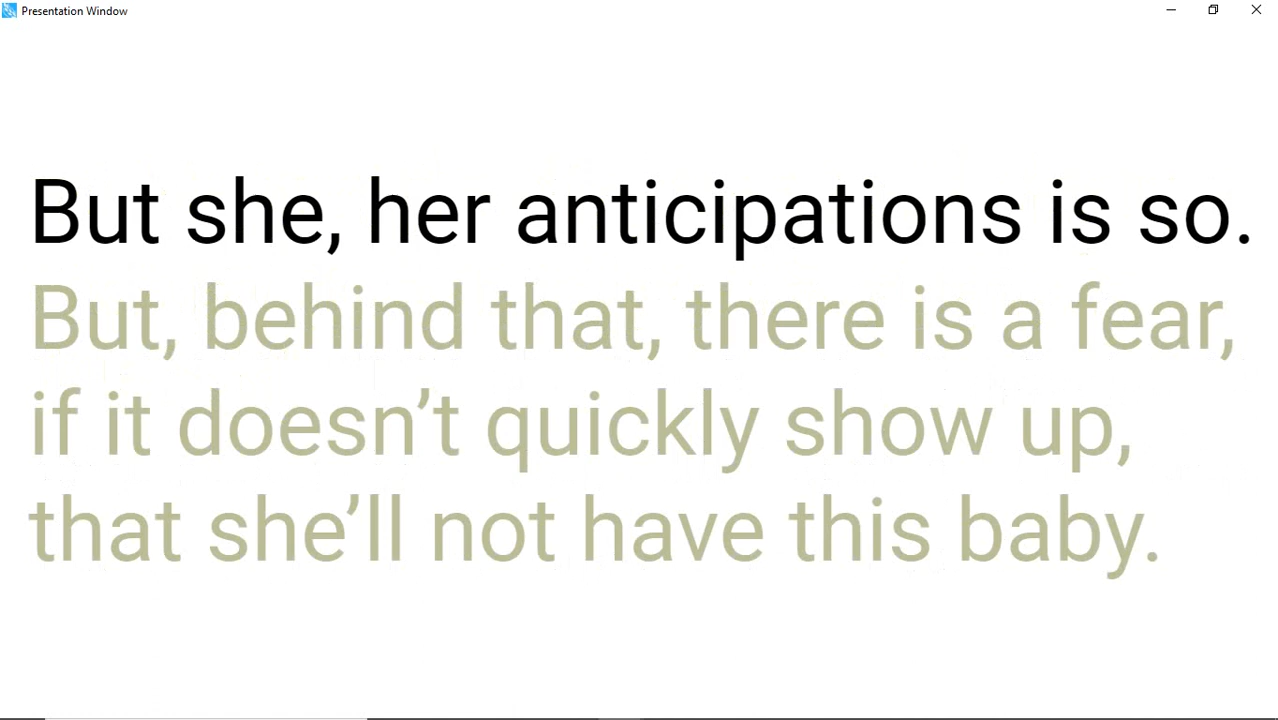 Presentation Window
But she, her anticipations is so.
But, behind that, there is a fear,
if it doesn’t quickly show up,
that she’ll not have this baby.